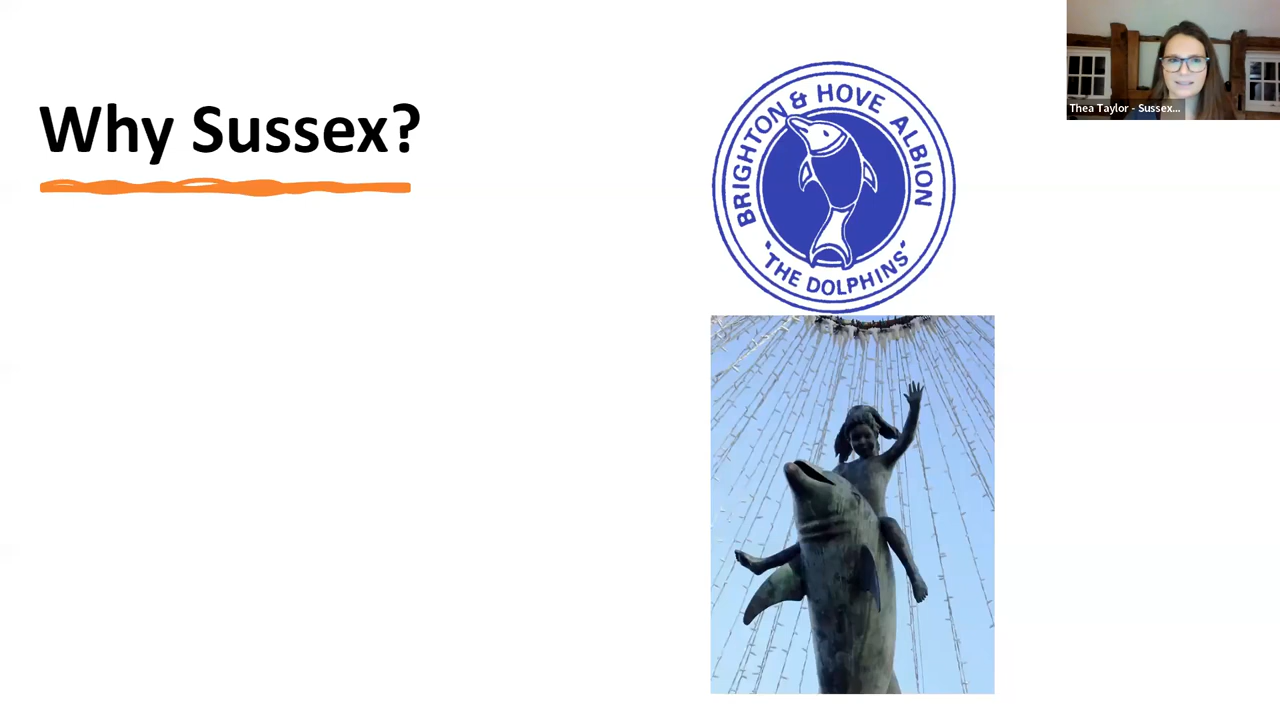 Why Sussex?
BRIGHTON & HOVE ALBION
"THE DOLPHINS"
Thea Taylor - Sussex...